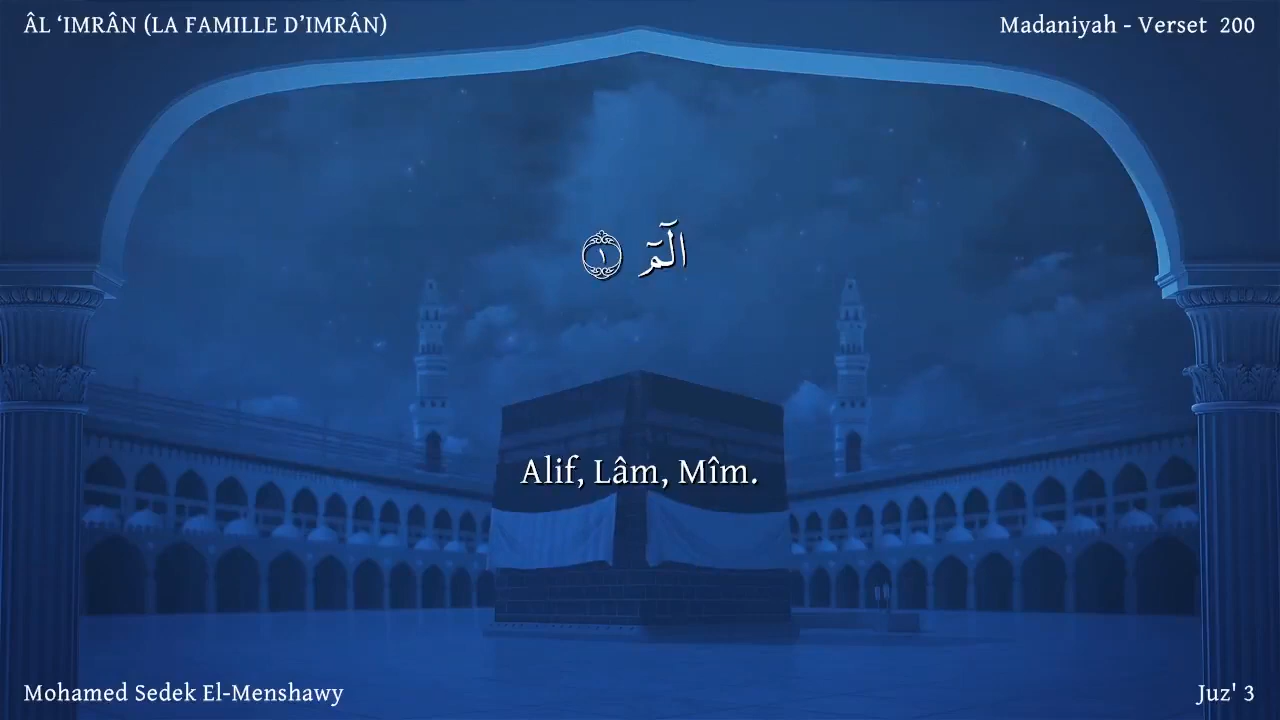 ÂL ‘IMRÂN (LA FAMILLE D’IMRÂN)
Madaniyah - Verset 200
الٓمٓ ١
Alif, Lâm, Mîm.
Mohamed Sedek El-Menshawy
Juz' 3